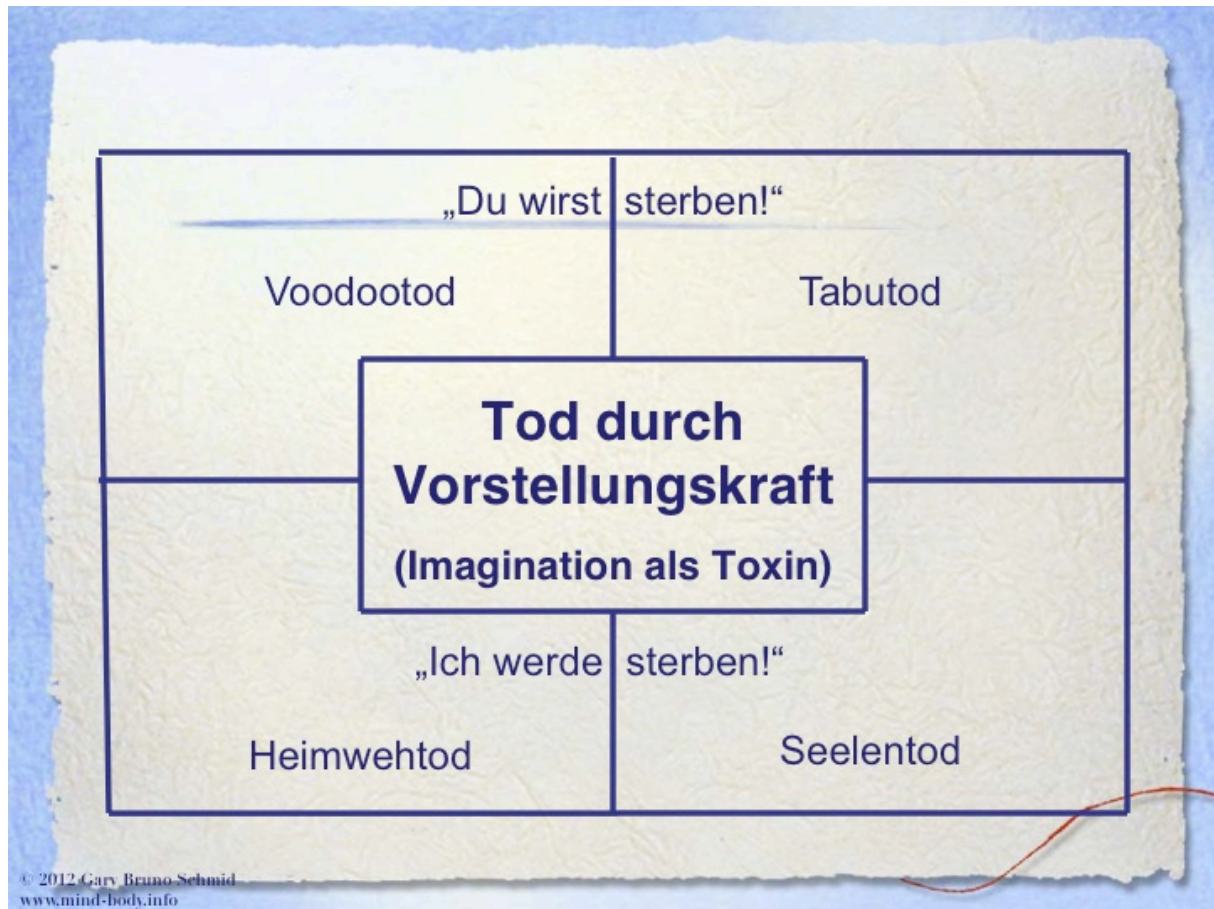 „Du wirst sterben!“
Voodootod Tabutod
Tod durch
Vorstellungskraft
(Imagination als Toxin)
„Ich werde sterben!“
Heimwehtod Seelentod
© 2012 Gary Bruno Schmid
www.mind-body.info